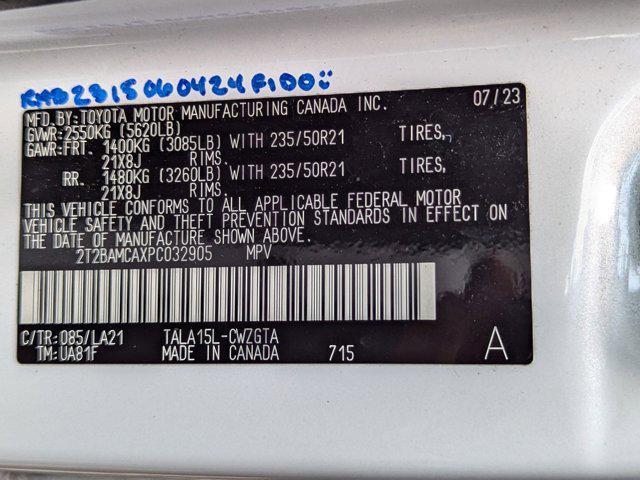 KMB2315060424F100
MFD. BY: TOYOTA MOTOR MANUFACTURING CANADA INC. 07/23
GVWR: 2550KG (5620LB)
GAWR: FRT. 1400KG (3085LB) WITH 235/50R21 TIRES,
21X8J RIMS.
RR. 1480KG (3260LB) WITH 235/50R21 TIRES,
21X8J RIMS.
THIS VEHICLE CONFORMS TO ALL APPLICABLE FEDERAL MOTOR
VEHICLE SAFETY AND THEFT PREVENTION STANDARDS IN EFFECT ON
THE DATE OF MANUFACTURE SHOWN ABOVE.
2T2BAMCAXPC032905 MPV
C/TR: 085/LA21 TALA15L-CWZGTA
TM: UA81F MADE IN CANADA 715 A